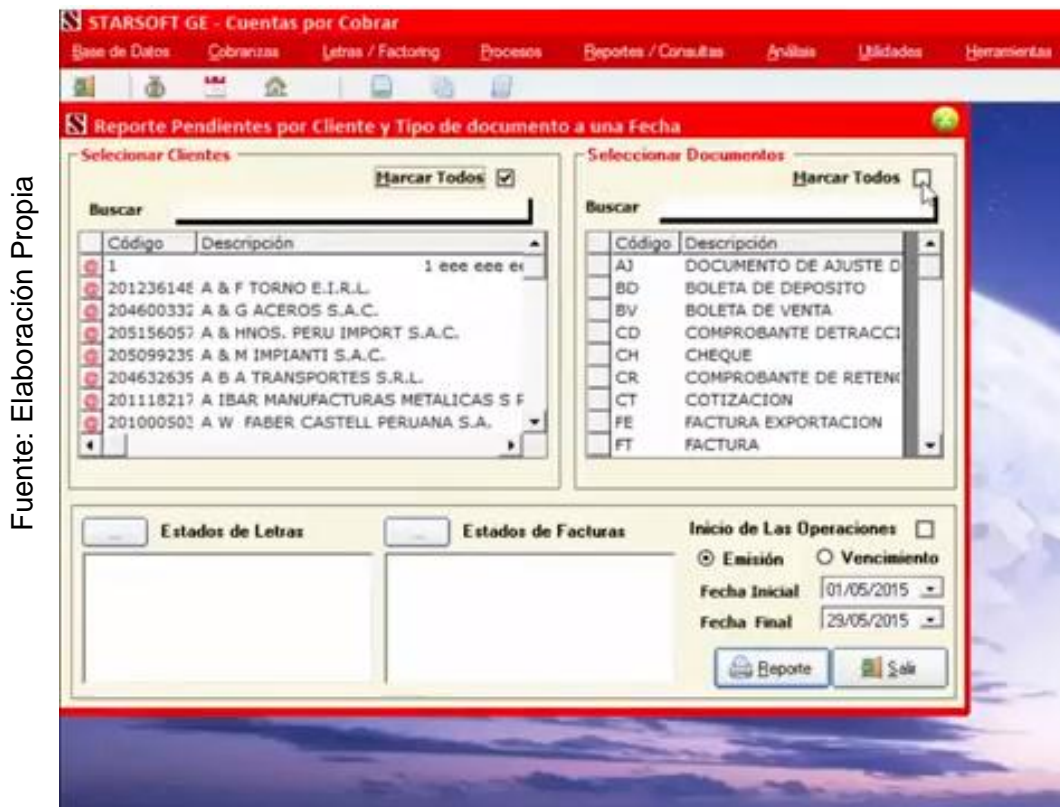 STARSOFT GE - Cuentas por Cobrar
Base de Datos Cobranzas Letras / Factoring Procesos Reportes / Consultas Análisis Utilidades Herramientas
Reporte Pendientes por Cliente y Tipo de documento a una Fecha
Selecionar Clientes
Marcar Todos
Buscar
Código Descripción
1 1 eee eee
201236148 A & F TORNO E.I.R.L.
204600332 A & G ACEROS S.A.C.
205156057 A & HNOS. PERU IMPORT S.A.C.
205099239 A & M IMPIANTI S.A.C.
204632639 A B A TRANSPORTES S.R.L.
201118217 A IBAR MANUFACTURAS METALICAS S
201000503 A W FABER CASTELL PERUANA S.A.
Seleccionar Documentos
Marcar Todos
Buscar
Código Descripción
AJ DOCUMENTO DE AJUSTE D
BD BOLETA DE DEPOSITO
BV BOLETA DE VENTA
CD COMPROBANTE DETRACCI
CH CHEQUE
CR COMPROBANTE DE RETENC
CT COTIZACION
FE FACTURA EXPORTACION
FT FACTURA
... Estados de Letras
... Estados de Facturas
Inicio de Las Operaciones
Emisión Vencimiento
Fecha Inicial 01/05/2015
Fecha Final 29/05/2015
Reporte Salir
Fuente: Elaboración Propia